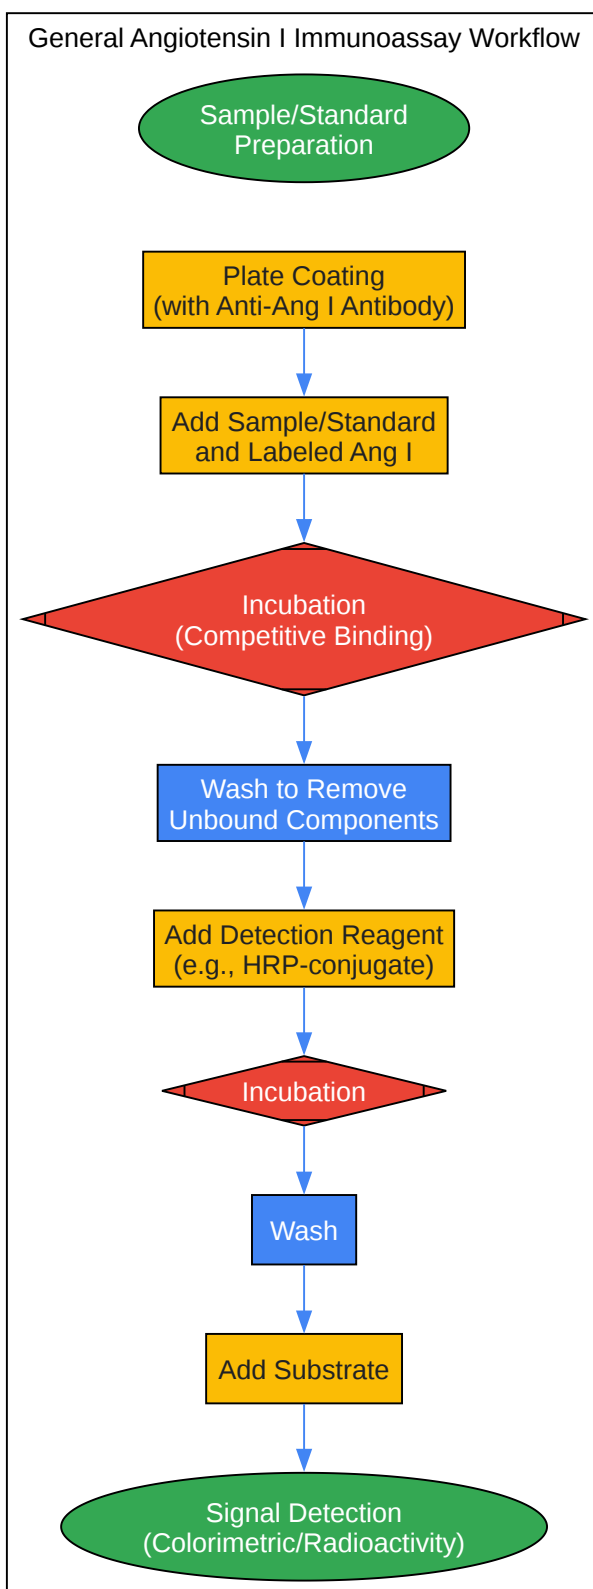 General Angiotensin I Immunoassay Workflow
Sample/Standard
Preparation
Plate Coating
(with Anti-Ang I Antibody)
Add Sample/Standard
and Labeled Ang I
Incubation
(Competitive Binding)
Wash to Remove
Unbound Components
Add Detection Reagent
(e.g., HRP-conjugate)
Incubation
Wash
Add Substrate
Signal Detection
(Colorimetric/Radioactivity)